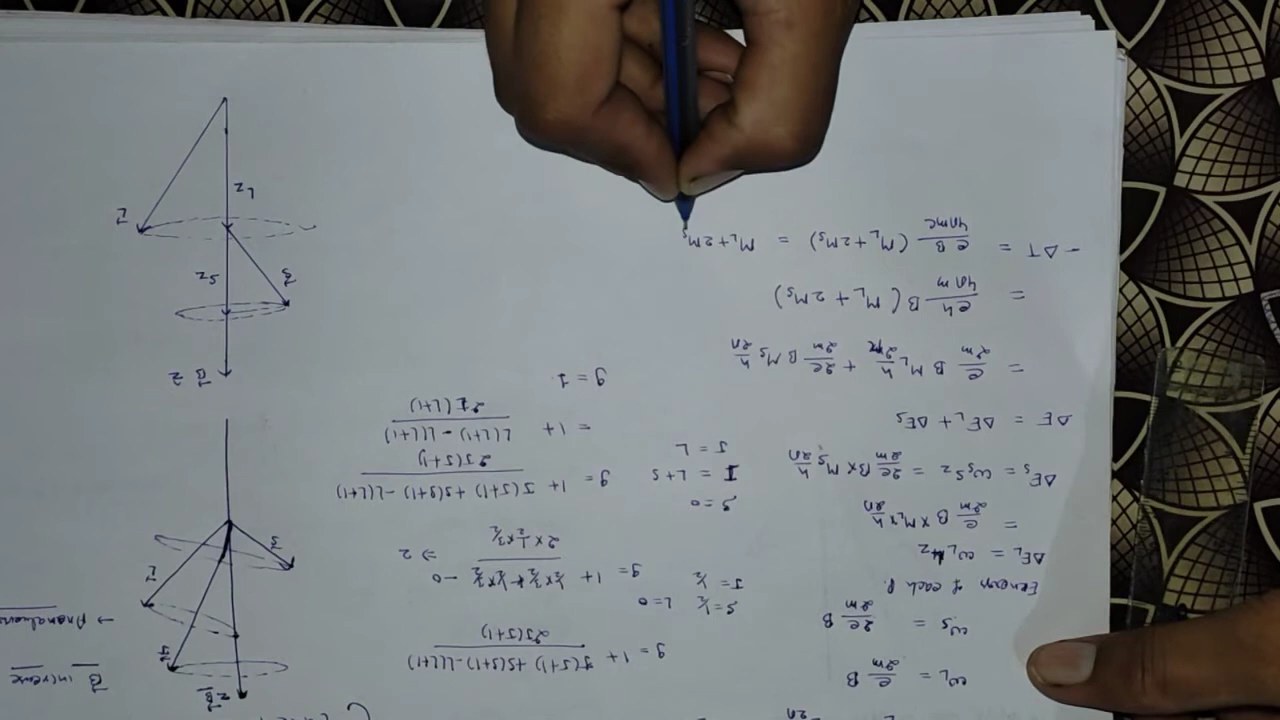 ω_L = e/2m B
ω_s = 2e/2m B
Energy of each
ΔE_L = ω_L L_z
= e/2m B × M_L × h/2π
ΔE_s = ω_s S_z = 2e/2m B × M_s h/2π
ΔE = ΔE_L + ΔE_s
= e/2m B M_L h/2π + 2e/2m B M_s h/2π
= eh/4πm B (M_L + 2M_s)
- ΔT = eB/4πmc (M_L + 2M_s) = M_L + 2M_s
g = 1 + J(J+1) + S(S+1) - L(L+1) / 2J(J+1)
S = 1/2 L = 0
J = 1/2
g = 1 + 1/2 × 3/2 + 1/2 × 3/2 - 0 / 2 × 1/2 × 3/2 ⇒ 2
S = 0
J = L + S
J = L
g = 1 + J(J+1) + S(S+1) - L(L+1) / 2J(J+1)
= 1 + L(L+1) - L(L+1) / 2L(L+1)
g = 1
B⃗ increase
z B⃗
J⃗
L⃗
S⃗
B⃗ z
S⃗
S_z
L⃗
L_z